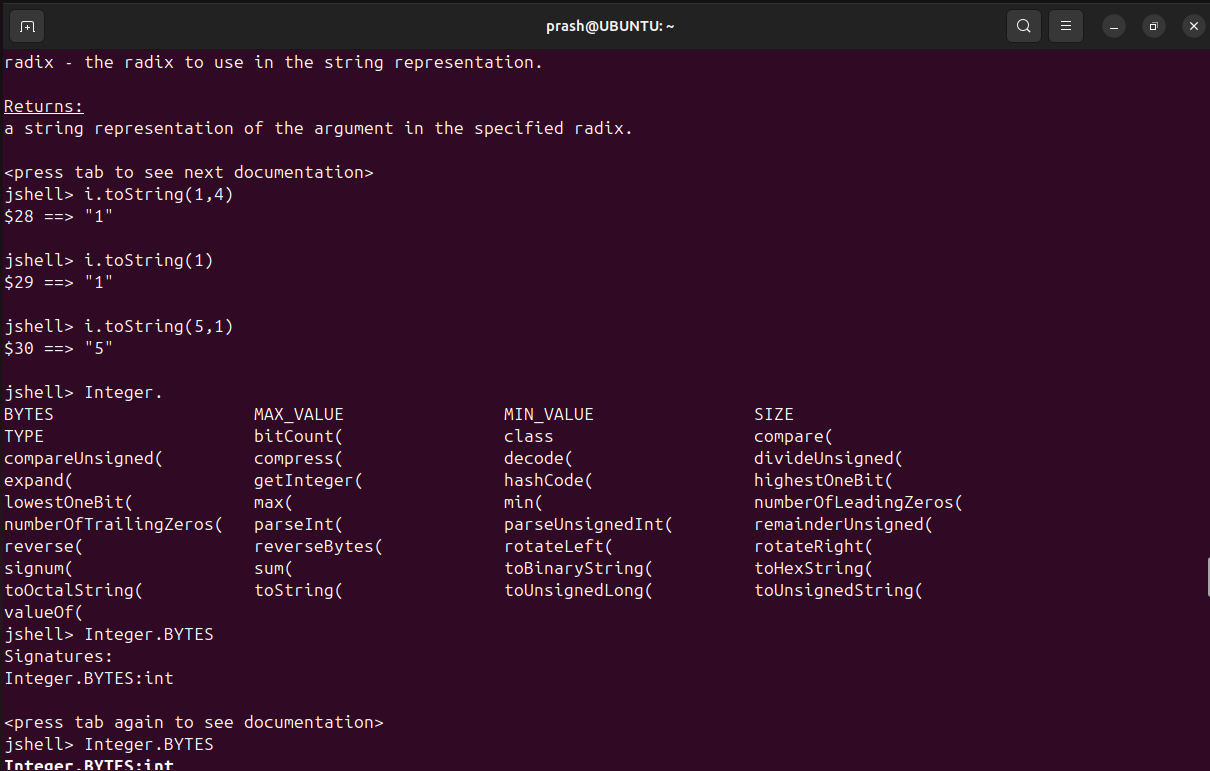 prash@UBUNTU: ~
radix - the radix to use in the string representation.
Returns:
a string representation of the argument in the specified radix.
<press tab to see next documentation>
jshell> i.toString(1,4)
$28 ==> "1"
jshell> i.toString(1)
$29 ==> "1"
jshell> i.toString(5,1)
$30 ==> "5"
jshell> Integer.
BYTES MAX_VALUE MIN_VALUE SIZE
TYPE bitCount( class compare(
compareUnsigned( compress( decode( divideUnsigned(
expand( getInteger( hashCode( highestOneBit(
lowestOneBit( max( min( numberOfLeadingZeros(
numberOfTrailingZeros( parseInt( parseUnsignedInt( remainderUnsigned(
reverse( reverseBytes( rotateLeft( rotateRight(
signum( sum( toBinaryString( toHexString(
toOctalString( toString( toUnsignedLong( toUnsignedString(
valueOf(
jshell> Integer.BYTES
Signatures:
Integer.BYTES:int
<press tab again to see documentation>
jshell> Integer.BYTES
Integer.BYTES:int